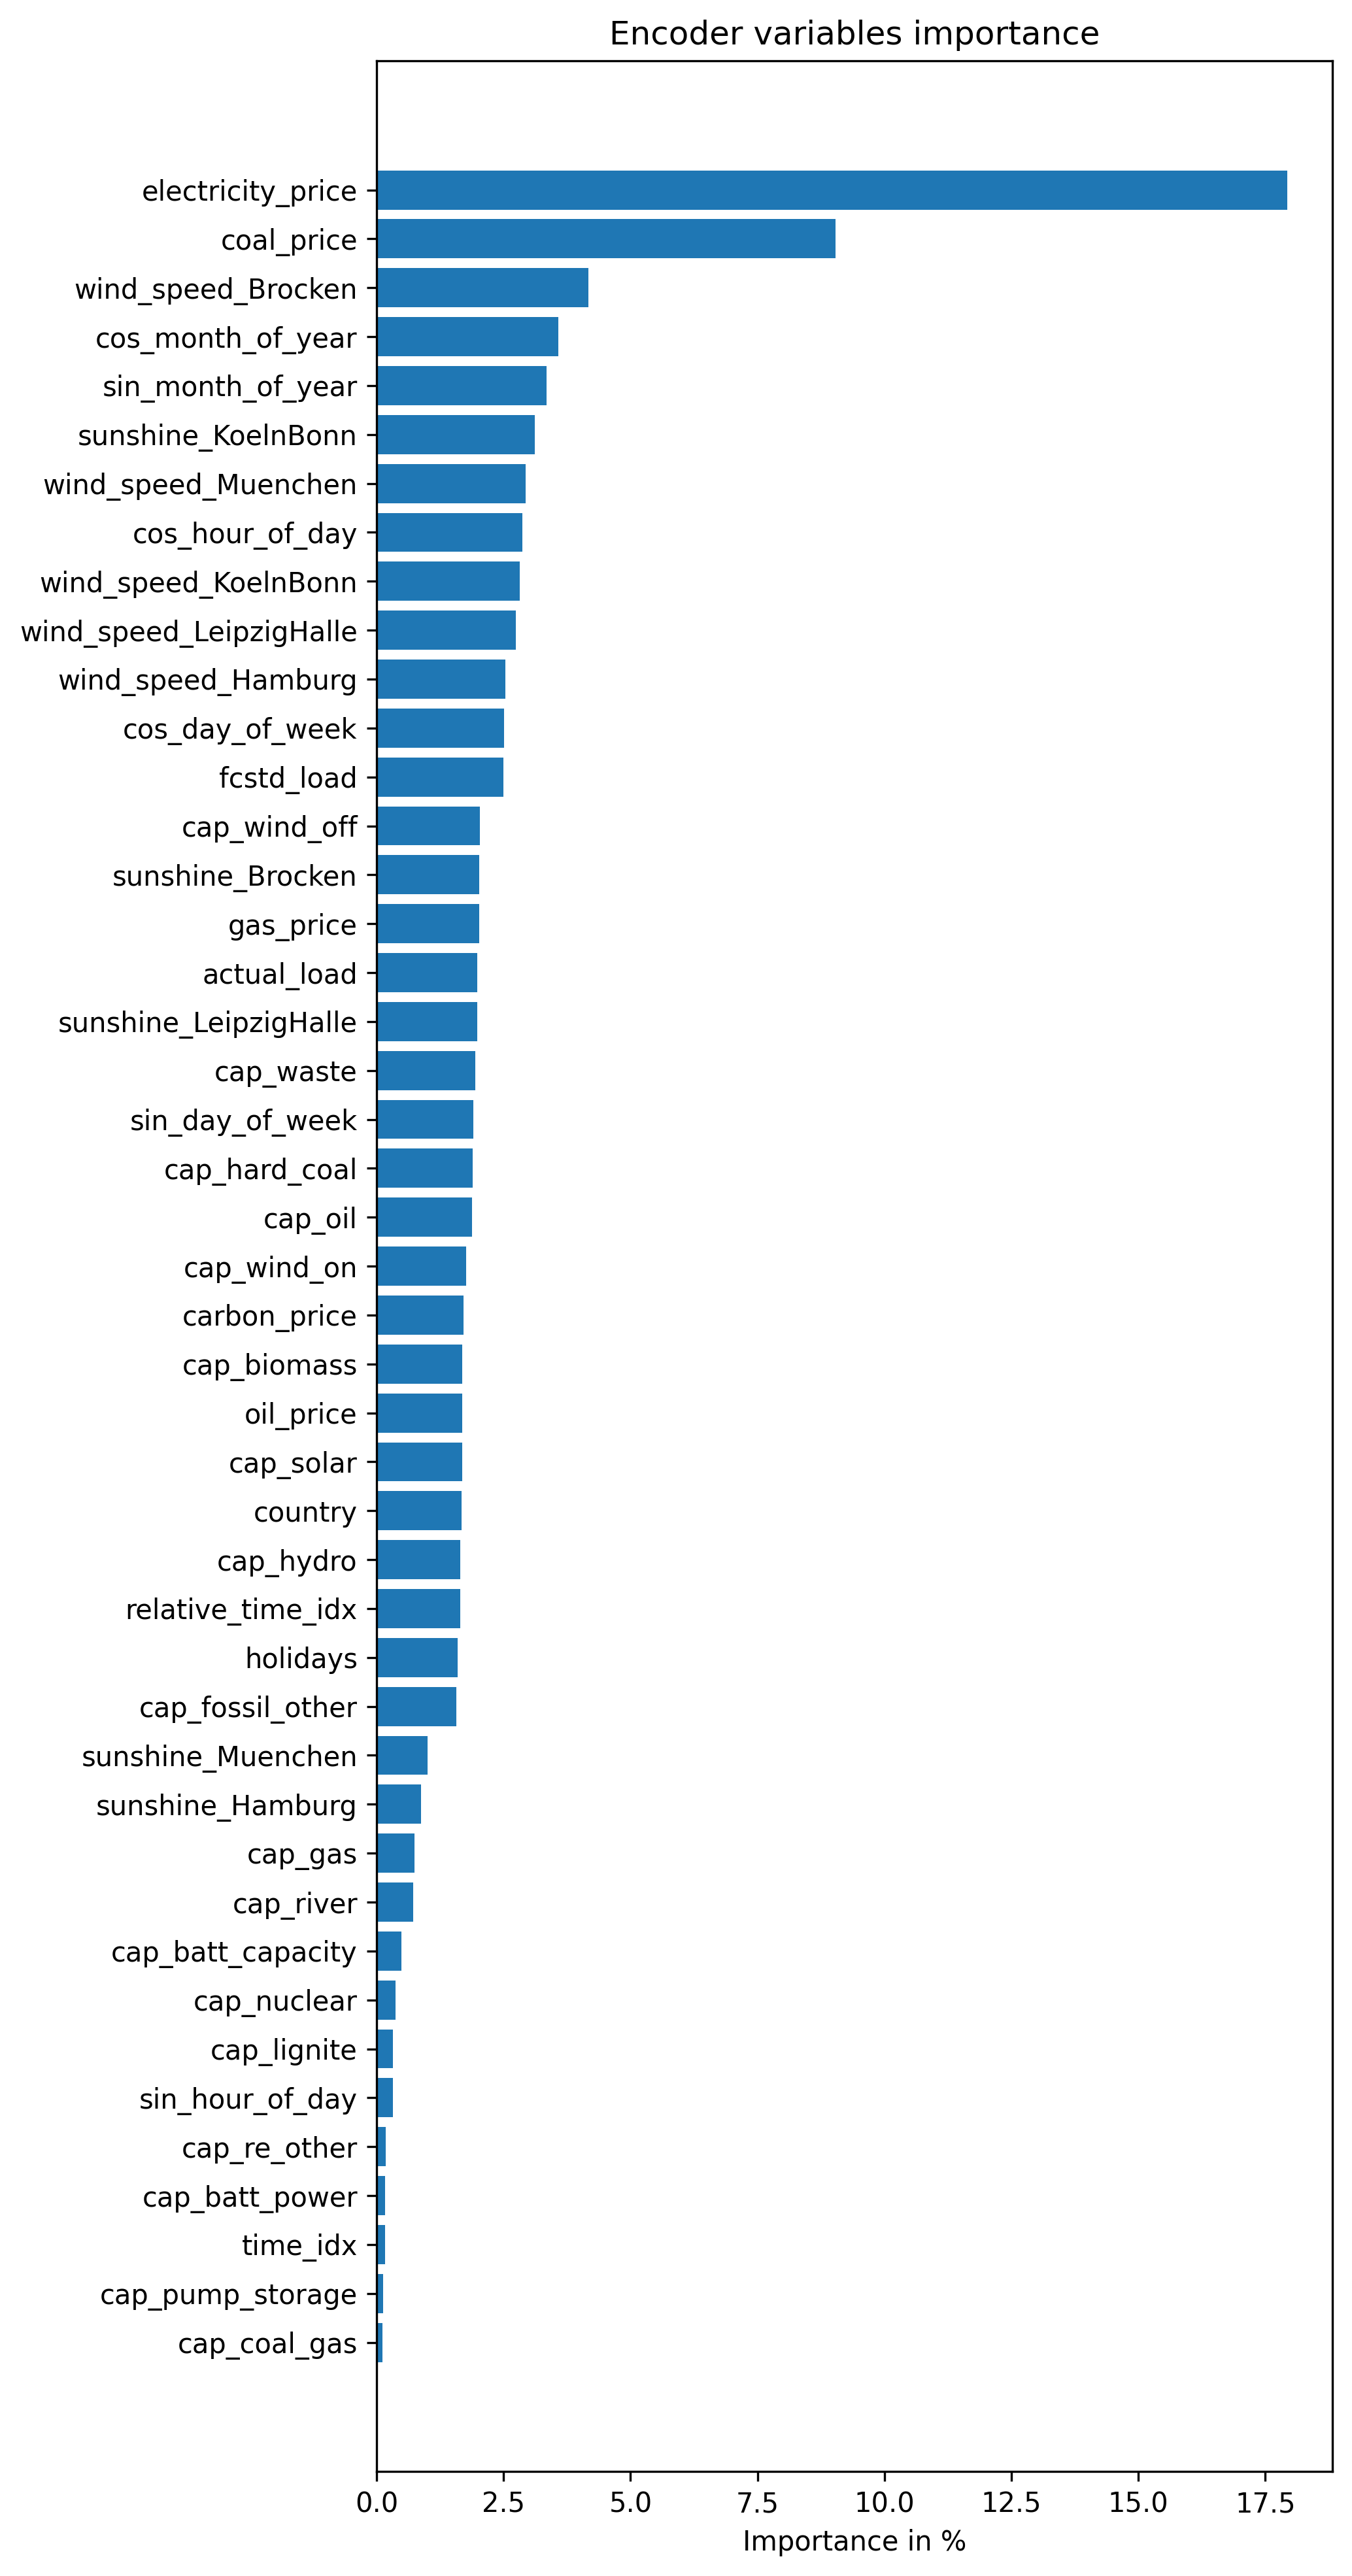 Encoder variables importance
electricity_price
coal_price
wind_speed_Brocken
cos_month_of_year
sin_month_of_year
sunshine_KoelnBonn
wind_speed_Muenchen
cos_hour_of_day
wind_speed_KoelnBonn
wind_speed_LeipzigHalle
wind_speed_Hamburg
cos_day_of_week
fcstd_load
cap_wind_off
sunshine_Brocken
gas_price
actual_load
sunshine_LeipzigHalle
cap_waste
sin_day_of_week
cap_hard_coal
cap_oil
cap_wind_on
carbon_price
cap_biomass
oil_price
cap_solar
country
cap_hydro
relative_time_idx
holidays
cap_fossil_other
sunshine_Muenchen
sunshine_Hamburg
cap_gas
cap_river
cap_batt_capacity
cap_nuclear
cap_lignite
sin_hour_of_day
cap_re_other
cap_batt_power
time_idx
cap_pump_storage
cap_coal_gas
0.0 2.5 5.0 7.5 10.0 12.5 15.0 17.5
Importance in %